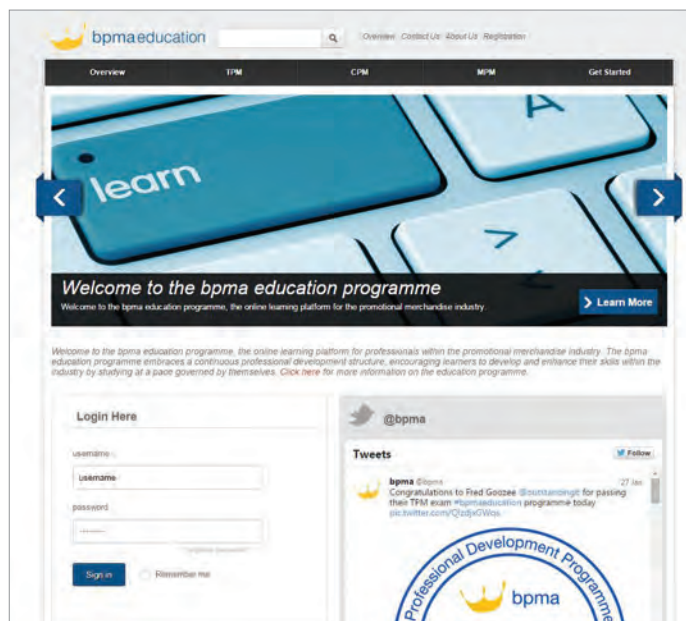 bpma education
Overview Contact Us About Us Registration
Overview TPM CPM MPM Get Started
learn
A
Welcome to the bpma education programme
Welcome to the bpma education programme, the online learning platform for the promotional merchandise industry.
Learn More
Welcome to the bpma education programme, the online learning platform for professionals within the promotional merchandise industry. The bpma
education programme embraces a continuous professional development structure, encouraging learners to develop and enhance their skills within the
industry by studying at a pace governed by themselves. Click here for more information on the education programme.
Login Here
username
username
password
Sign in Remember me
@bpma
Tweets Follow
bpma @bpma 27 Jan
Congratulations to Fred Goozee @outstandingb for passing
their TPM exam #bpmaeducation programme today
Professional Development Programme
bpma